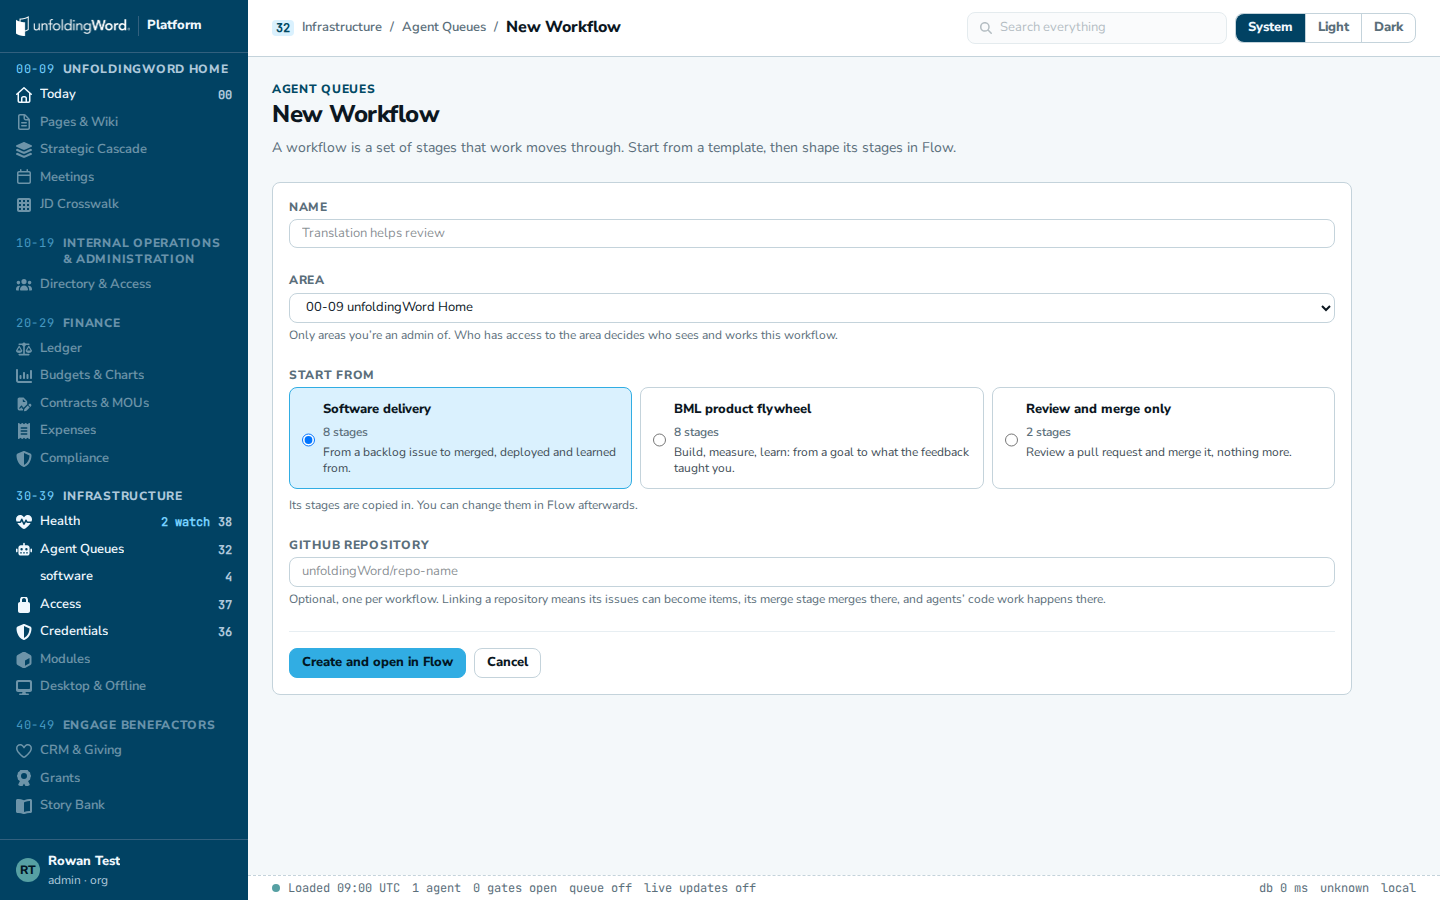 unfoldingWord Platform
00-09 UNFOLDINGWORD HOME
Today 00
Pages & Wiki
Strategic Cascade
Meetings
JD Crosswalk
10-19 INTERNAL OPERATIONS
& ADMINISTRATION
Directory & Access
20-29 FINANCE
Ledger
Budgets & Charts
Contracts & MOUs
Expenses
Compliance
30-39 INFRASTRUCTURE
Health 2 watch 38
Agent Queues 32
software 4
Access 37
Credentials 36
Modules
Desktop & Offline
40-49 ENGAGE BENEFACTORS
CRM & Giving
Grants
Story Bank
RT Rowan Test
admin · org
32 Infrastructure / Agent Queues / New Workflow
Search everything
System Light Dark
AGENT QUEUES
New Workflow
A workflow is a set of stages that work moves through. Start from a template, then shape its stages in Flow.
NAME
Translation helps review
AREA
00-09 unfoldingWord Home
Only areas you’re an admin of. Who has access to the area decides who sees and works this workflow.
START FROM
Software delivery
8 stages
From a backlog issue to merged, deployed and learned
from.
BML product flywheel
8 stages
Build, measure, learn: from a goal to what the feedback
taught you.
Review and merge only
2 stages
Review a pull request and merge it, nothing more.
Its stages are copied in. You can change them in Flow afterwards.
GITHUB REPOSITORY
unfoldingWord/repo-name
Optional, one per workflow. Linking a repository means its issues can become items, its merge stage merges there, and agents’ code work happens there.
Create and open in Flow Cancel
Loaded 09:00 UTC 1 agent 0 gates open queue off live updates off
db 0 ms unknown local